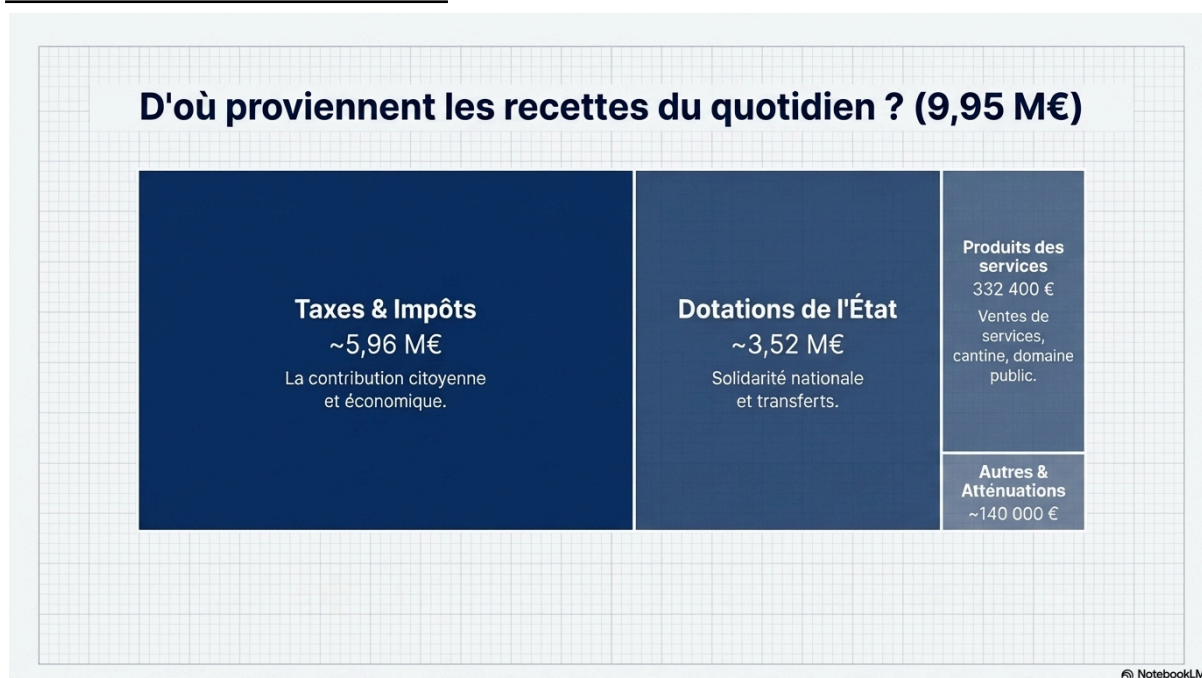 D'où proviennent les recettes du quotidien ? (9,95 M€)
Taxes & Impôts
~5,96 M€
La contribution citoyenne
et économique.
Dotations de l'État
~3,52 M€
Solidarité nationale
et transferts.
Produits des
services
332 400 €
Ventes de
services,
cantine, domaine
public.
Autres &
Atténuations
~140 000 €
NotebookLM